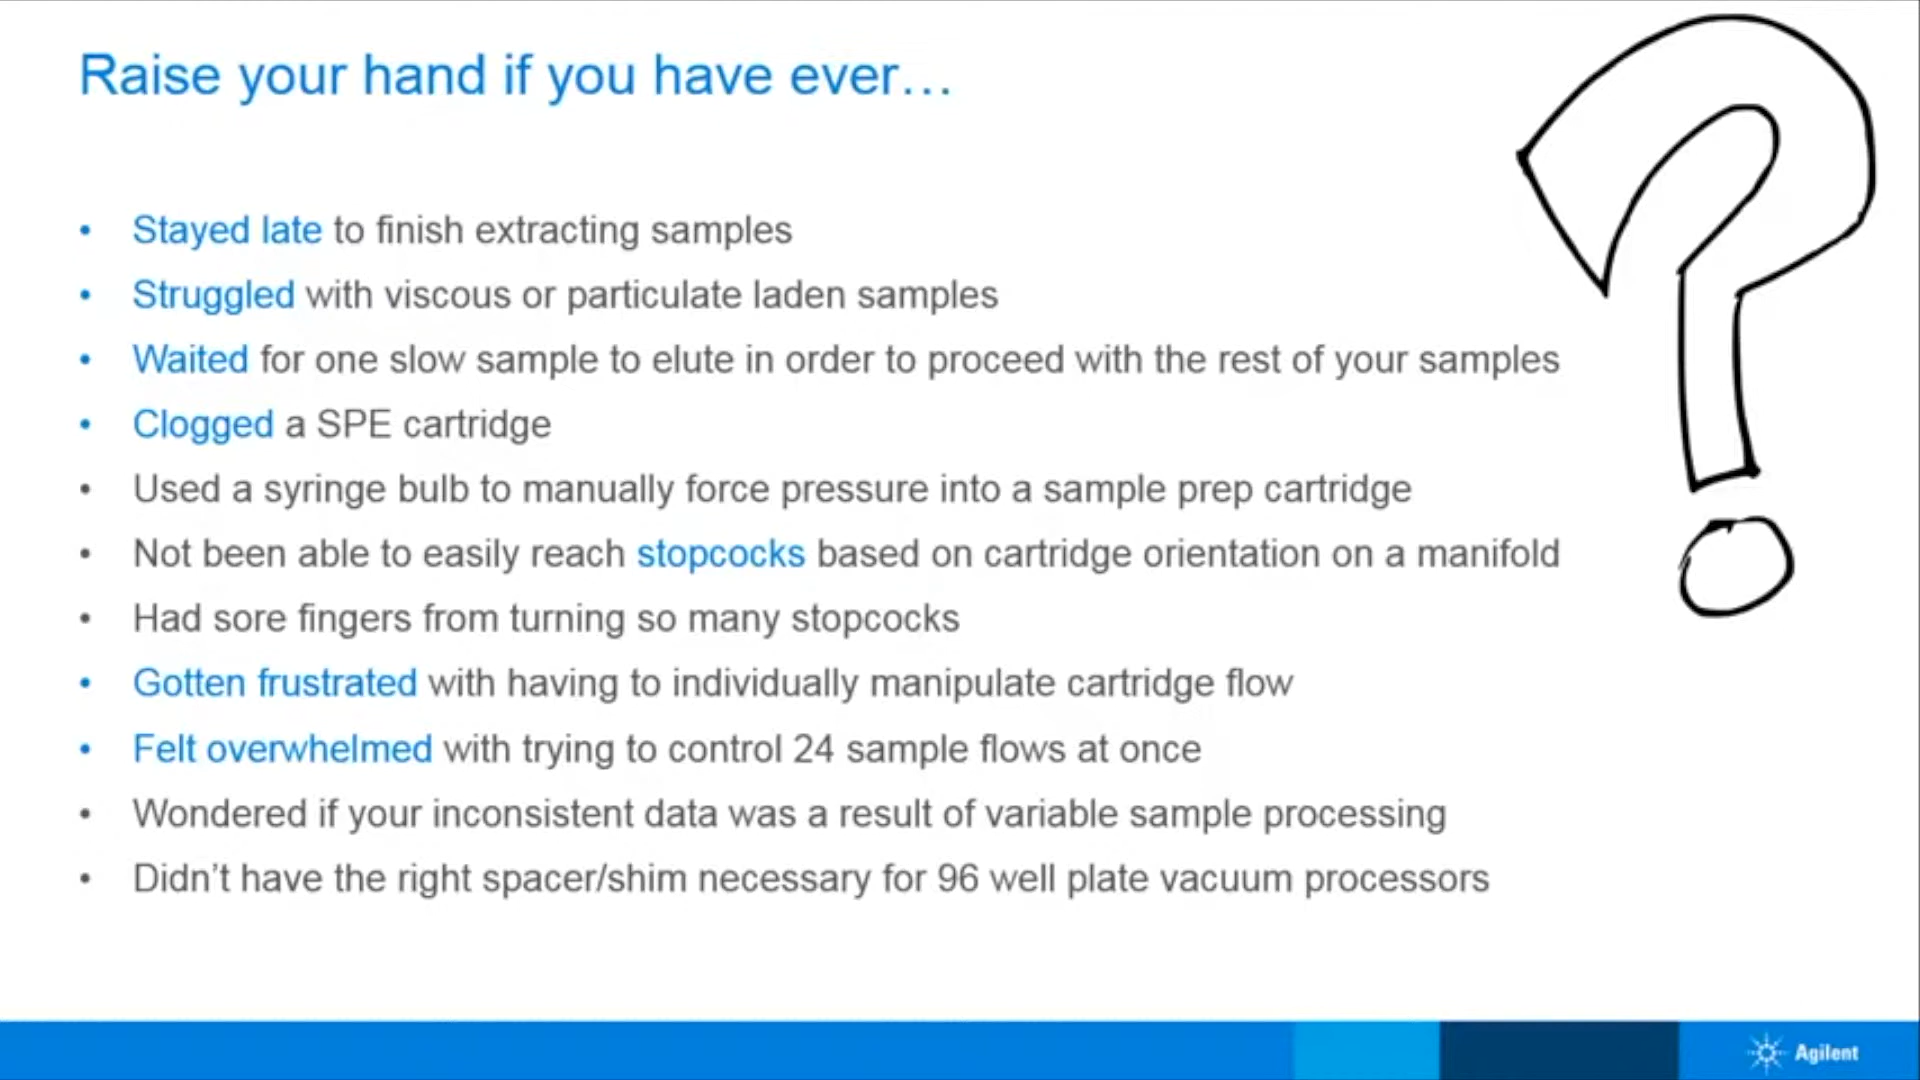 Raise your hand if you have ever…
• Stayed late to finish extracting samples
• Struggled with viscous or particulate laden samples
• Waited for one slow sample to elute in order to proceed with the rest of your samples
• Clogged a SPE cartridge
• Used a syringe bulb to manually force pressure into a sample prep cartridge
• Not been able to easily reach stopcocks based on cartridge orientation on a manifold
• Had sore fingers from turning so many stopcocks
• Gotten frustrated with having to individually manipulate cartridge flow
• Felt overwhelmed with trying to control 24 sample flows at once
• Wondered if your inconsistent data was a result of variable sample processing
• Didn’t have the right spacer/shim necessary for 96 well plate vacuum processors
?
Agilent